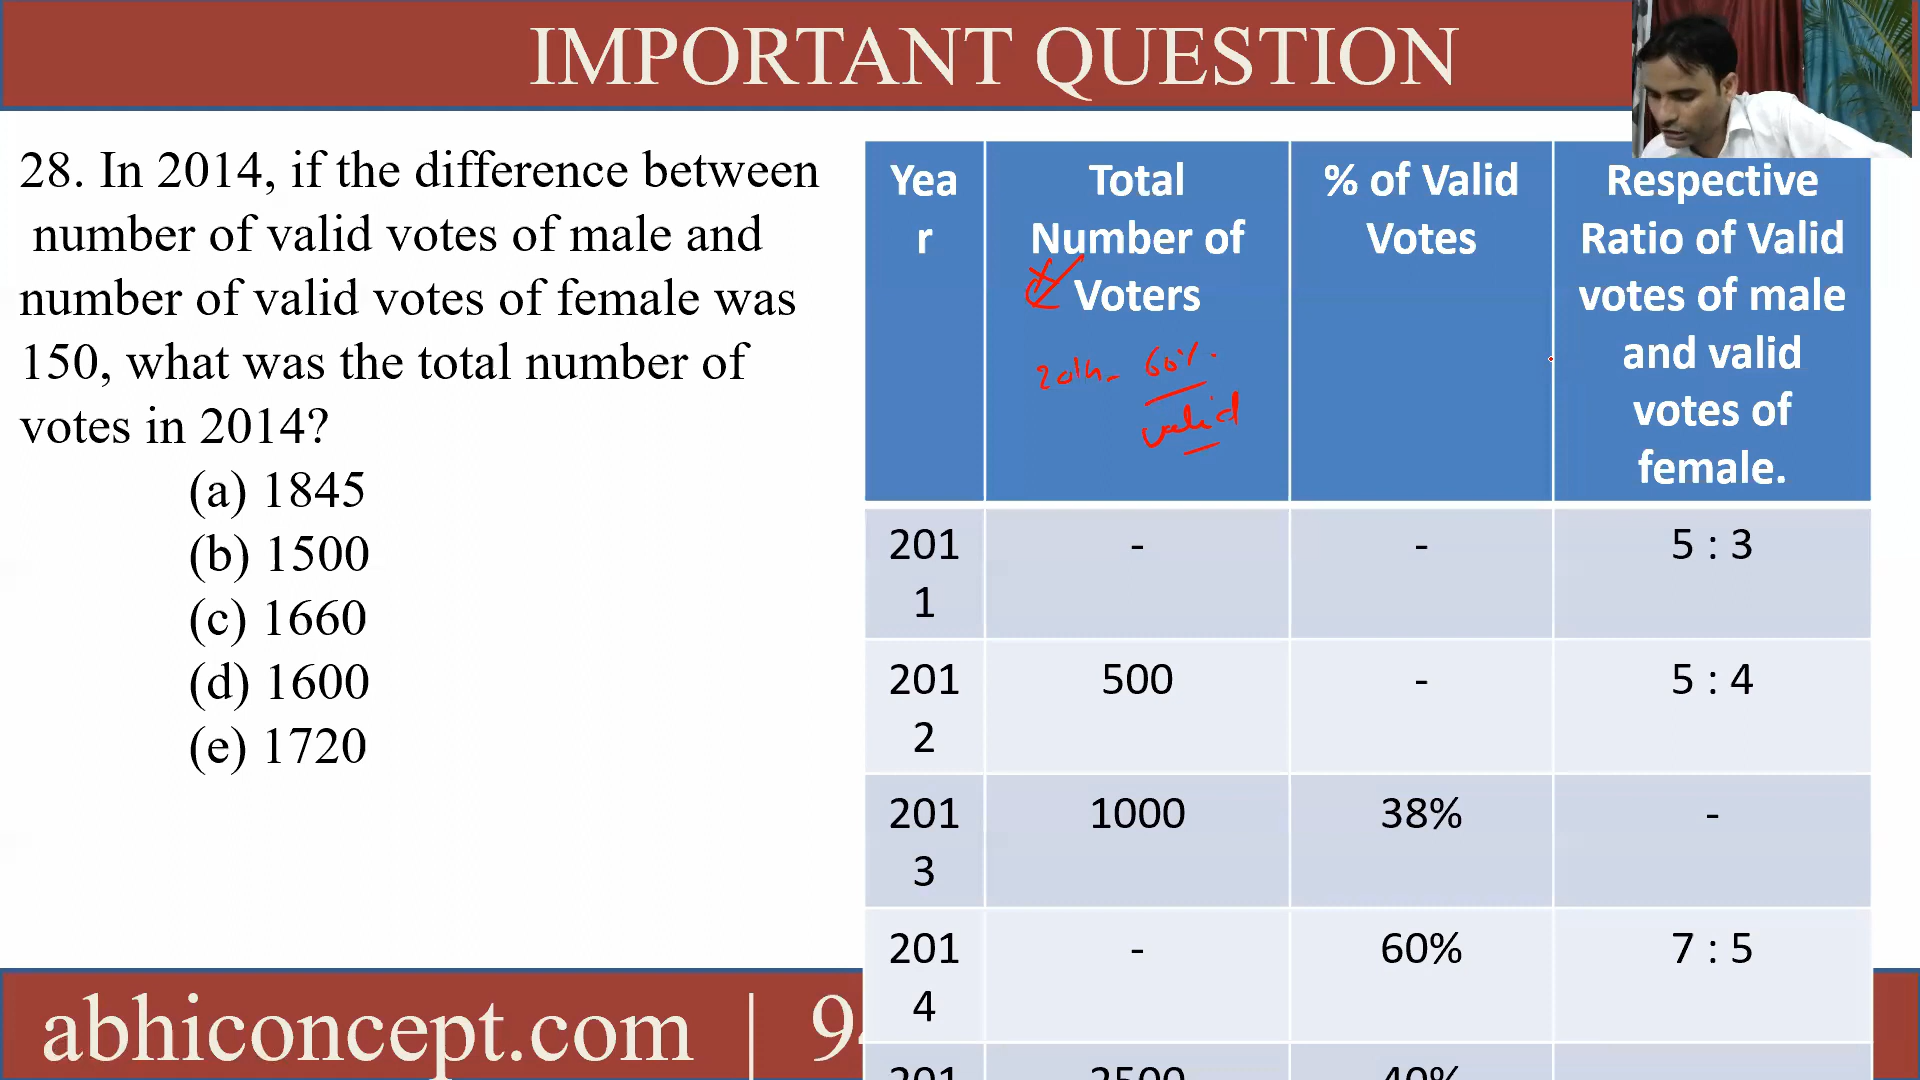 IMPORTANT QUESTION
28. In 2014, if the difference between
number of valid votes of male and
number of valid votes of female was
150, what was the total number of
votes in 2014?
(a) 1845
(b) 1500
(c) 1660
(d) 1600
(e) 1720
Yea
r
Total
Number of
Voters
% of Valid
Votes
Respective
Ratio of Valid
votes of male
and valid
votes of
female.
2014 60%
valid
201
1
-
-
5 : 3
201
2
500
-
5 : 4
201
3
1000
38%
-
201
4
-
60%
7 : 5
201
2500
40%
abhiconcept.com | 9